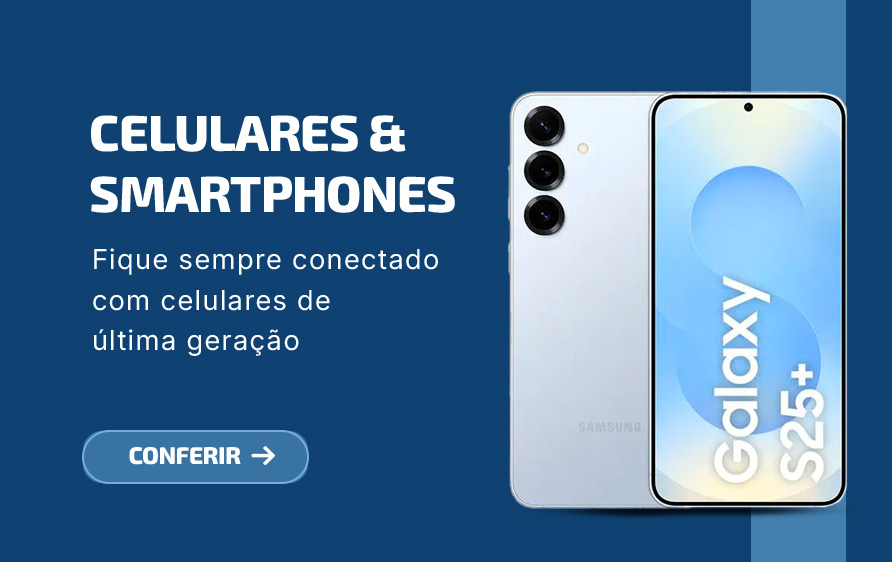 CELULARES &
SMARTPHONES
Fique sempre conectado
com celulares de
última geração
CONFERIR →
SAMSUNG
Galaxy
S25+